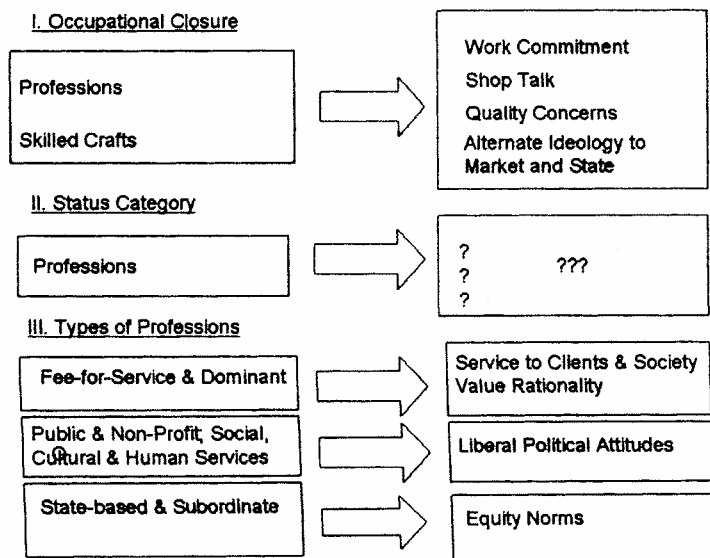 I. Occupational Closure
Professions
Skilled Crafts
Work Commitment
Shop Talk
Quality Concerns
Alternate Ideology to
Market and State
II. Status Category
Professions
?
?
?
???
III. Types of Professions
Fee-for-Service & Dominant
Service to Clients & Society
Value Rationality
Public & Non-Profit; Social,
Cultural & Human Services
Liberal Political Attitudes
State-based & Subordinate
Equity Norms